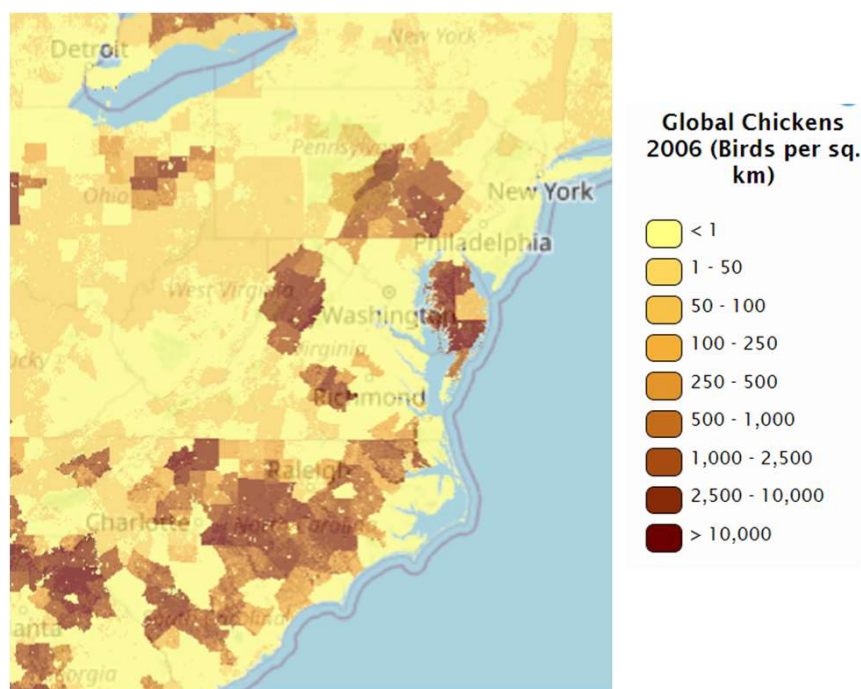 New York
Detroit
Pennsylvania
Ohio
New York
Philadelphia
West Virginia
Washington
Virginia
Richmond
Raleigh
Charlotte
North Carolina
South Carolina
Global Chickens
2006 (Birds per sq.
km)
< 1
1 - 50
50 - 100
100 - 250
250 - 500
500 - 1,000
1,000 - 2,500
2,500 - 10,000
> 10,000